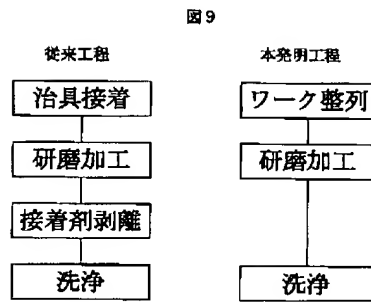 図9
従来工程
治具接着
研磨加工
接着剤剥離
洗浄
本発明工程
ワーク整列
研磨加工
洗浄